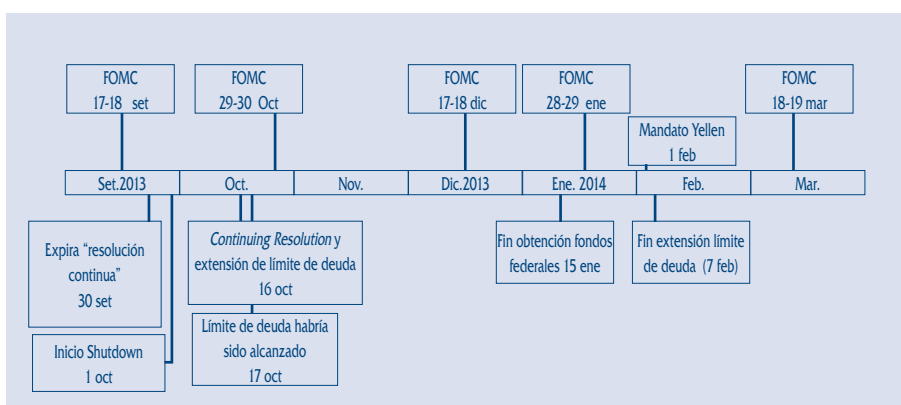 FOMC
17-18 set
FOMC
29-30 Oct
FOMC
17-18 dic
FOMC
28-29 ene
FOMC
18-19 mar
Mandato Yellen
1 feb
Set.2013
Oct.
Nov.
Dic.2013
Ene. 2014
Feb.
Mar.
Expira “resolución
continua”
30 set
Continuing Resolution y
extensión de límite de deuda
16 oct
Fin obtención fondos
federales 15 ene
Fin extensión límite
de deuda (7 feb)
Inicio Shutdown
1 oct
Límite de deuda habría
sido alcanzado
17 oct